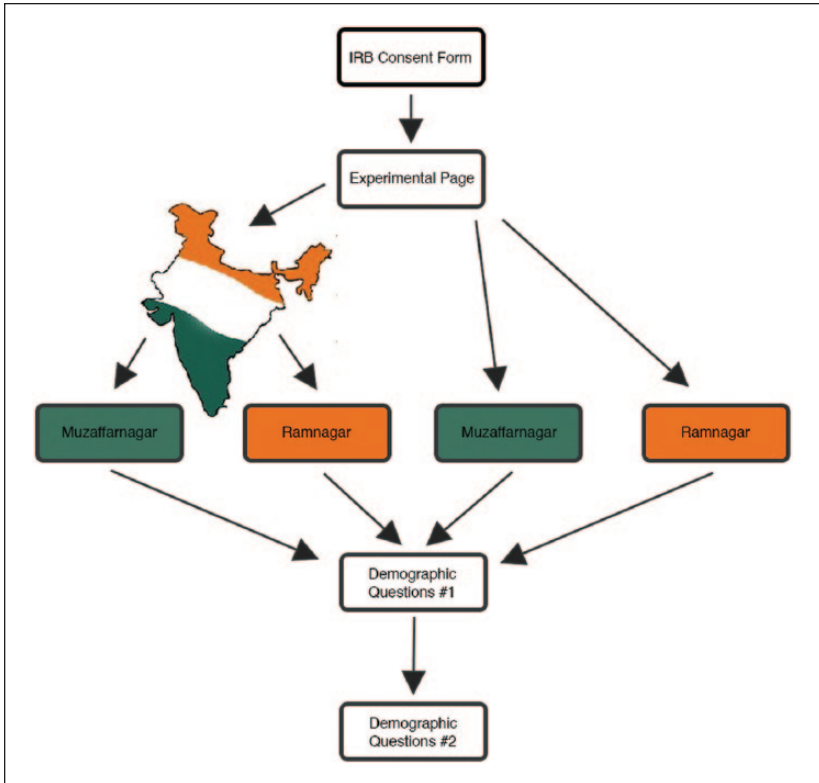 IRB Consent Form
Experimental Page
Muzaffarnagar
Ramnagar
Muzaffarnagar
Ramnagar
Demographic
Questions #1
Demographic
Questions #2